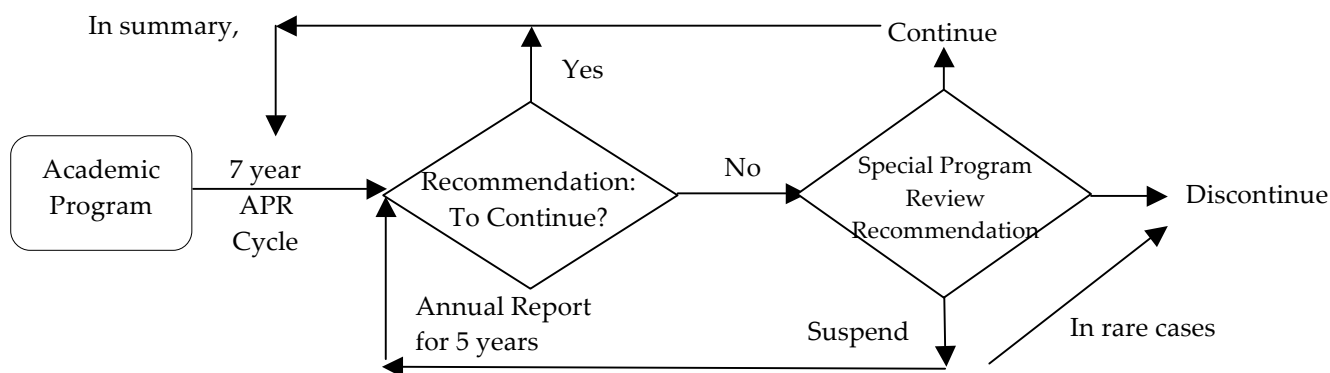 In summary,
Continue
Yes
Academic
Program
7 year
APR
Cycle
Recommendation:
To Continue?
No
Special Program
Review
Recommendation
Discontinue
Annual Report
for 5 years
Suspend
In rare cases